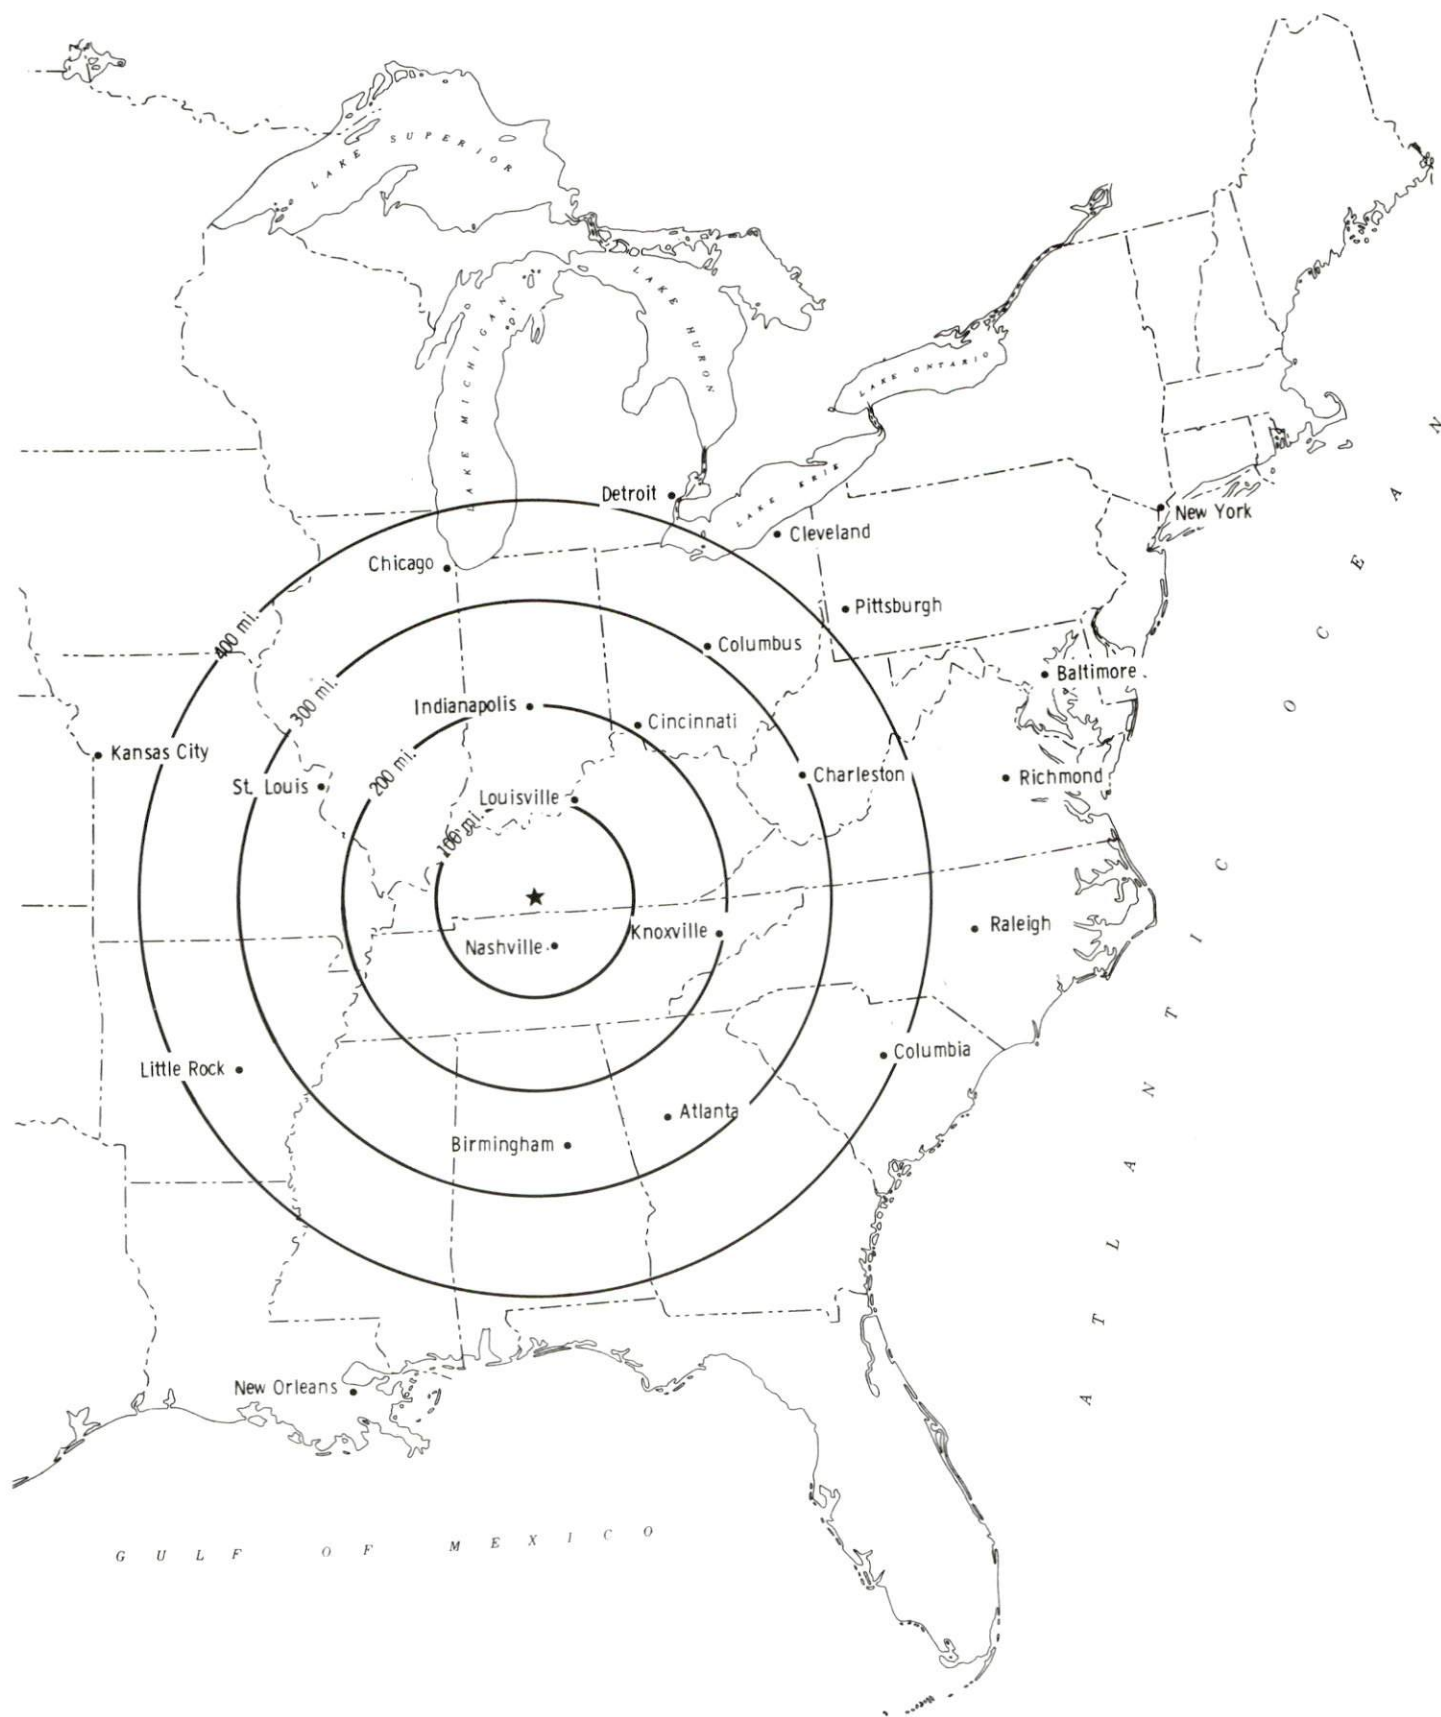 LAKE SUPERIOR
LAKE MICHIGAN
LAKE HURON
LAKE ONTARIO
LAKE ERIE
Detroit
Cleveland
New York
Chicago
Pittsburgh
400 mi.
Columbus
Baltimore
300 mi.
Indianapolis
Cincinnati
Kansas City
200 mi.
St. Louis
Charleston
Richmond
Louisville
100 mi.
Nashville
Knoxville
Raleigh
Little Rock
Columbia
Atlanta
Birmingham
New Orleans
ATLANTIC OCEAN
GULF OF MEXICO